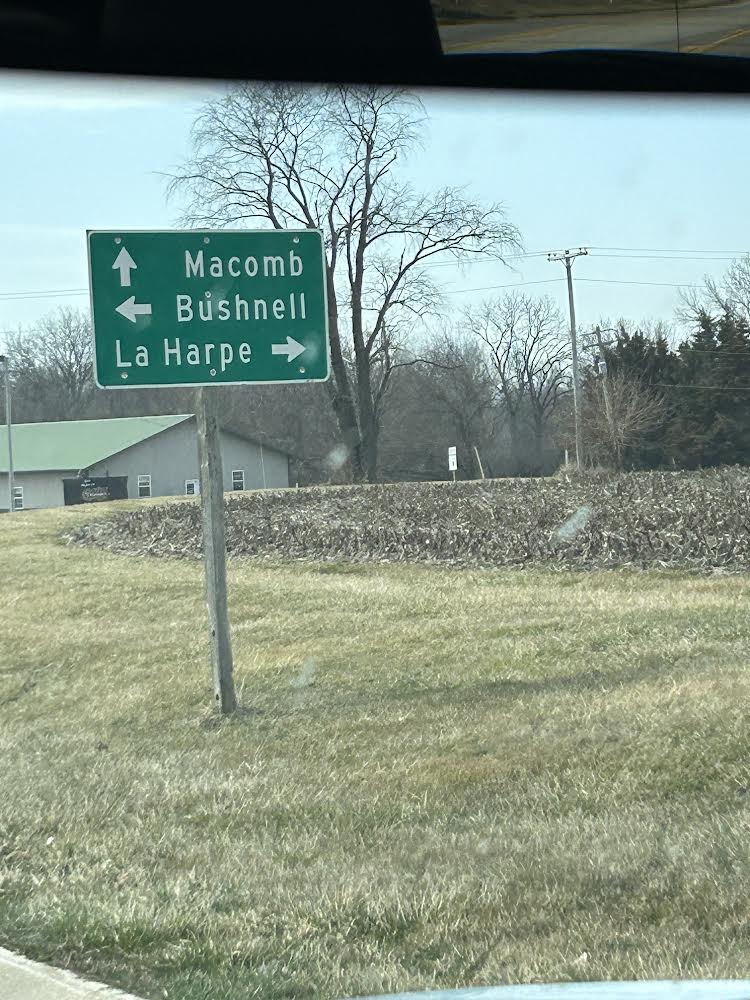 ↑ Macomb
← Bushnell
La Harpe →